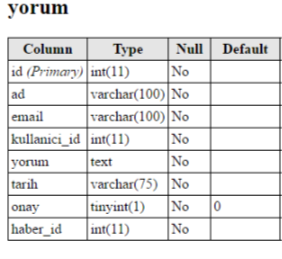 yorum
Column Type Null Default
id (Primary) int(11) No
ad varchar(100) No
email varchar(100) No
kullanici_id int(11) No
yorum text No
tarih varchar(75) No
onay tinyint(1) No 0
haber_id int(11) No